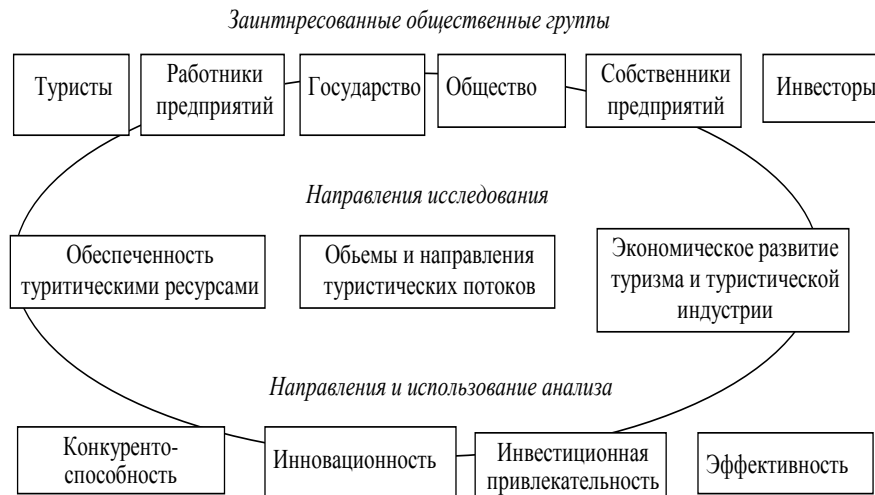 Заинтнресованные общественные группы
Туристы
Работники
предприятий
Государство
Общество
Собственники
предприятий
Инвесторы
Направления исследования
Обеспеченность
туритическими ресурсами
Обьемы и направления
туристических потоков
Экономическое развитие
туризма и туристической
индустрии
Направления и использование анализа
Конкуренто-
способность
Инновационность
Инвестиционная
привлекательность
Эффективность